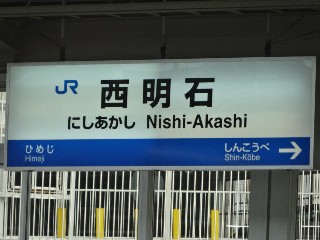 JR 西明石
にしあかし Nishi-Akashi
ひめじ しんこうべ →
Himeji Shin-Kōbe